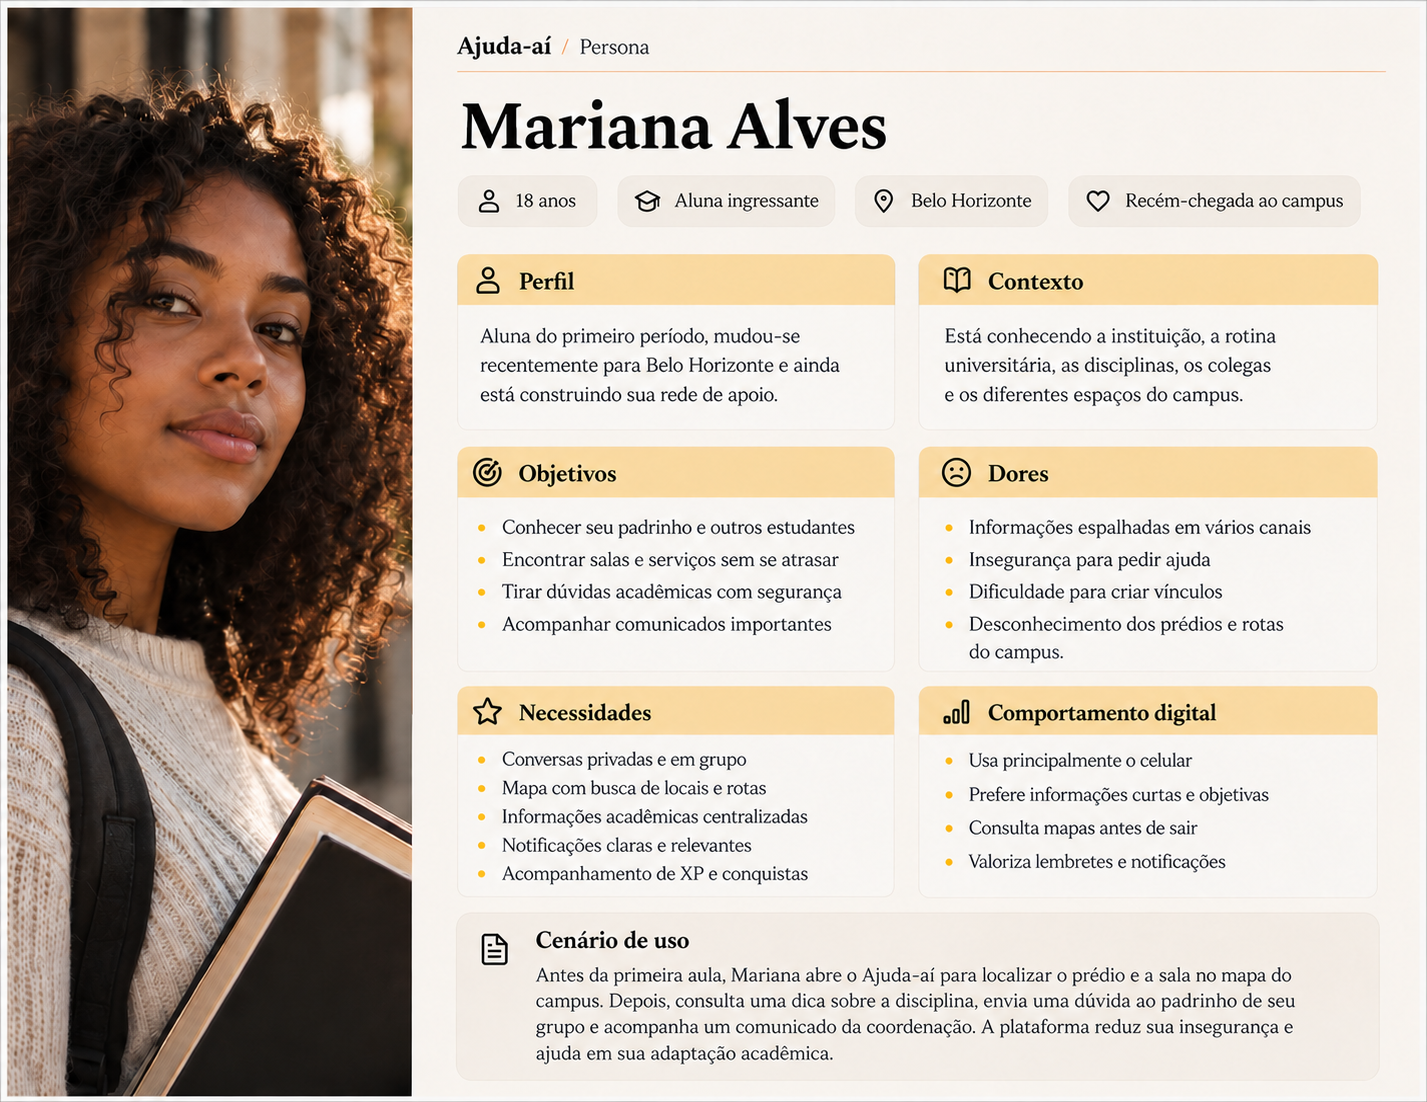 Ajuda-aí / Persona
Mariana Alves
18 anos
Aluna ingressante
Belo Horizonte
Recém-chegada ao campus
Perfil
Aluna do primeiro período, mudou-se
recentemente para Belo Horizonte e ainda
está construindo sua rede de apoio.
Contexto
Está conhecendo a instituição, a rotina
universitária, as disciplinas, os colegas
e os diferentes espaços do campus.
Objetivos
• Conhecer seu padrinho e outros estudantes
• Encontrar salas e serviços sem se atrasar
• Tirar dúvidas acadêmicas com segurança
• Acompanhar comunicados importantes
Dores
• Informações espalhadas em vários canais
• Insegurança para pedir ajuda
• Dificuldade para criar vínculos
• Desconhecimento dos prédios e rotas
do campus.
Necessidades
• Conversas privadas e em grupo
• Mapa com busca de locais e rotas
• Informações acadêmicas centralizadas
• Notificações claras e relevantes
• Acompanhamento de XP e conquistas
Comportamento digital
• Usa principalmente o celular
• Prefere informações curtas e objetivas
• Consulta mapas antes de sair
• Valoriza lembretes e notificações
Cenário de uso
Antes da primeira aula, Mariana abre o Ajuda-aí para localizar o prédio e a sala no mapa do
campus. Depois, consulta uma dica sobre a disciplina, envia uma dúvida ao padrinho de seu
grupo e acompanha um comunicado da coordenação. A plataforma reduz sua insegurança e
ajuda em sua adaptação acadêmica.